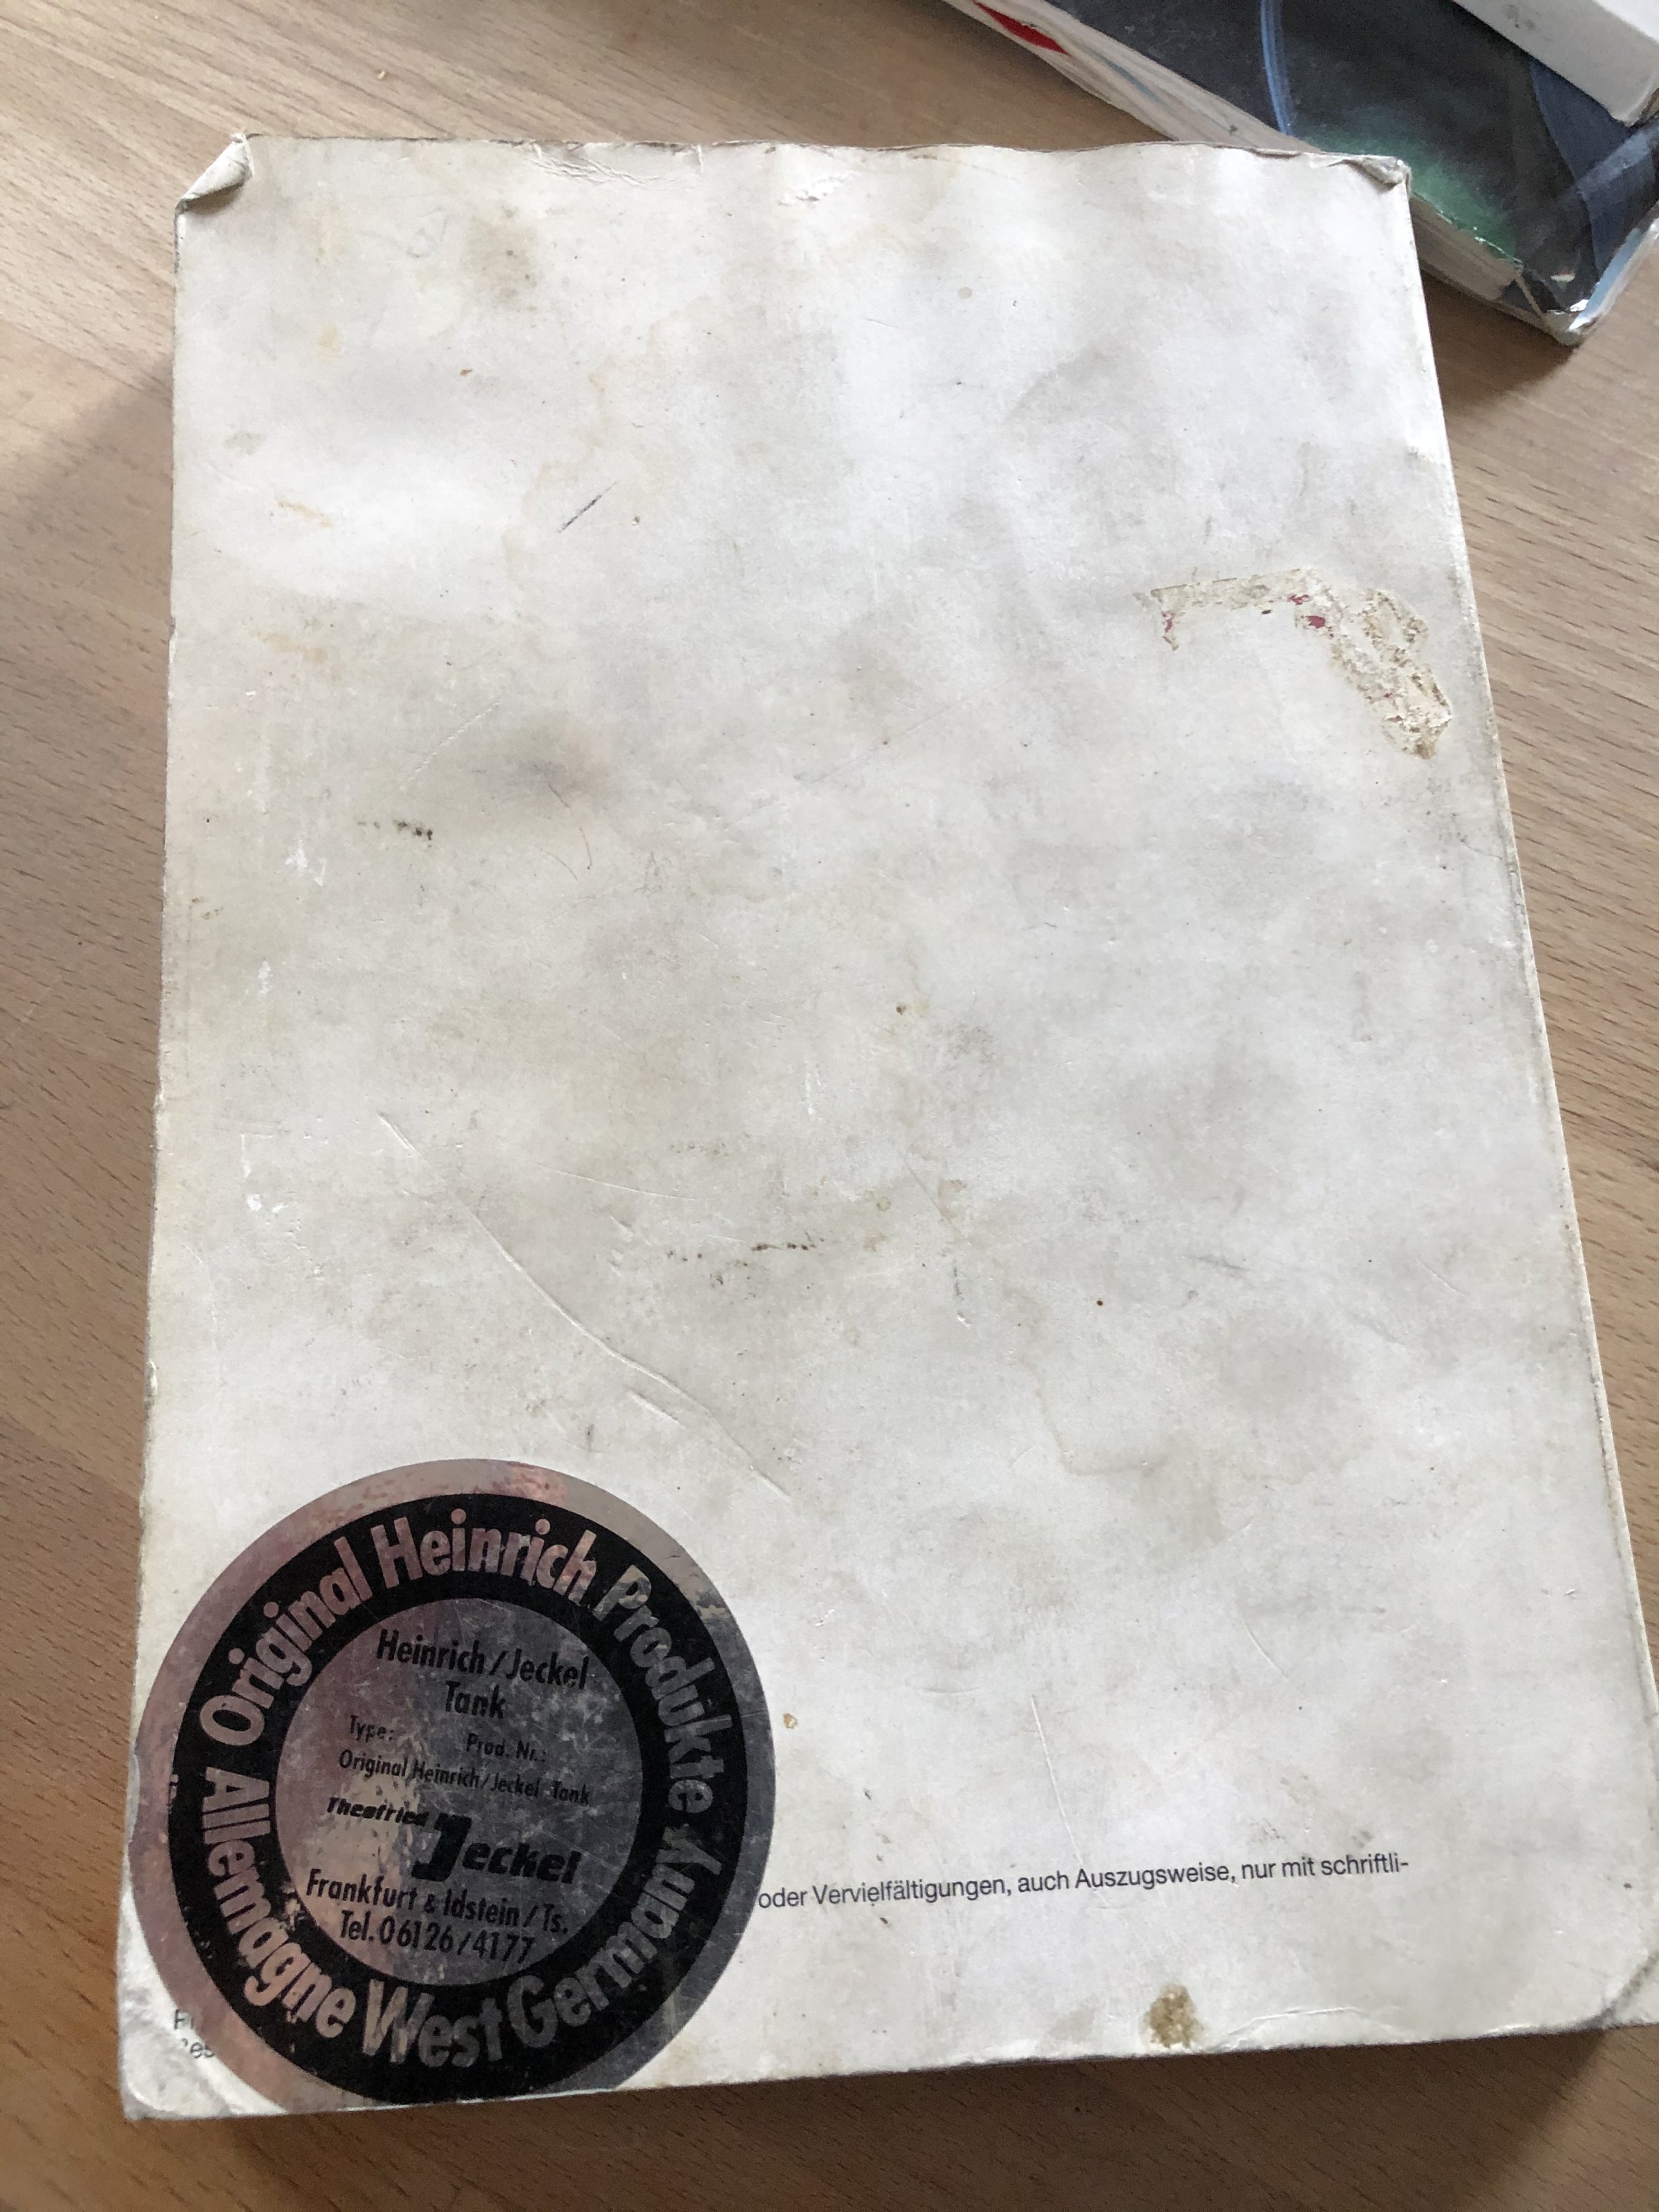 Original Heinrich Produkte
Heinrich/Jeckel
Tank
Type: Prod. Nr.:
Original Heinrich/Jeckel Tank
Theofried
Jeckel
Frankfurt & Idstein/Ts.
Tel. 06126/4177
Allemagne West Germany
oder Vervielfältigungen, auch Auszugsweise, nur mit schriftli-